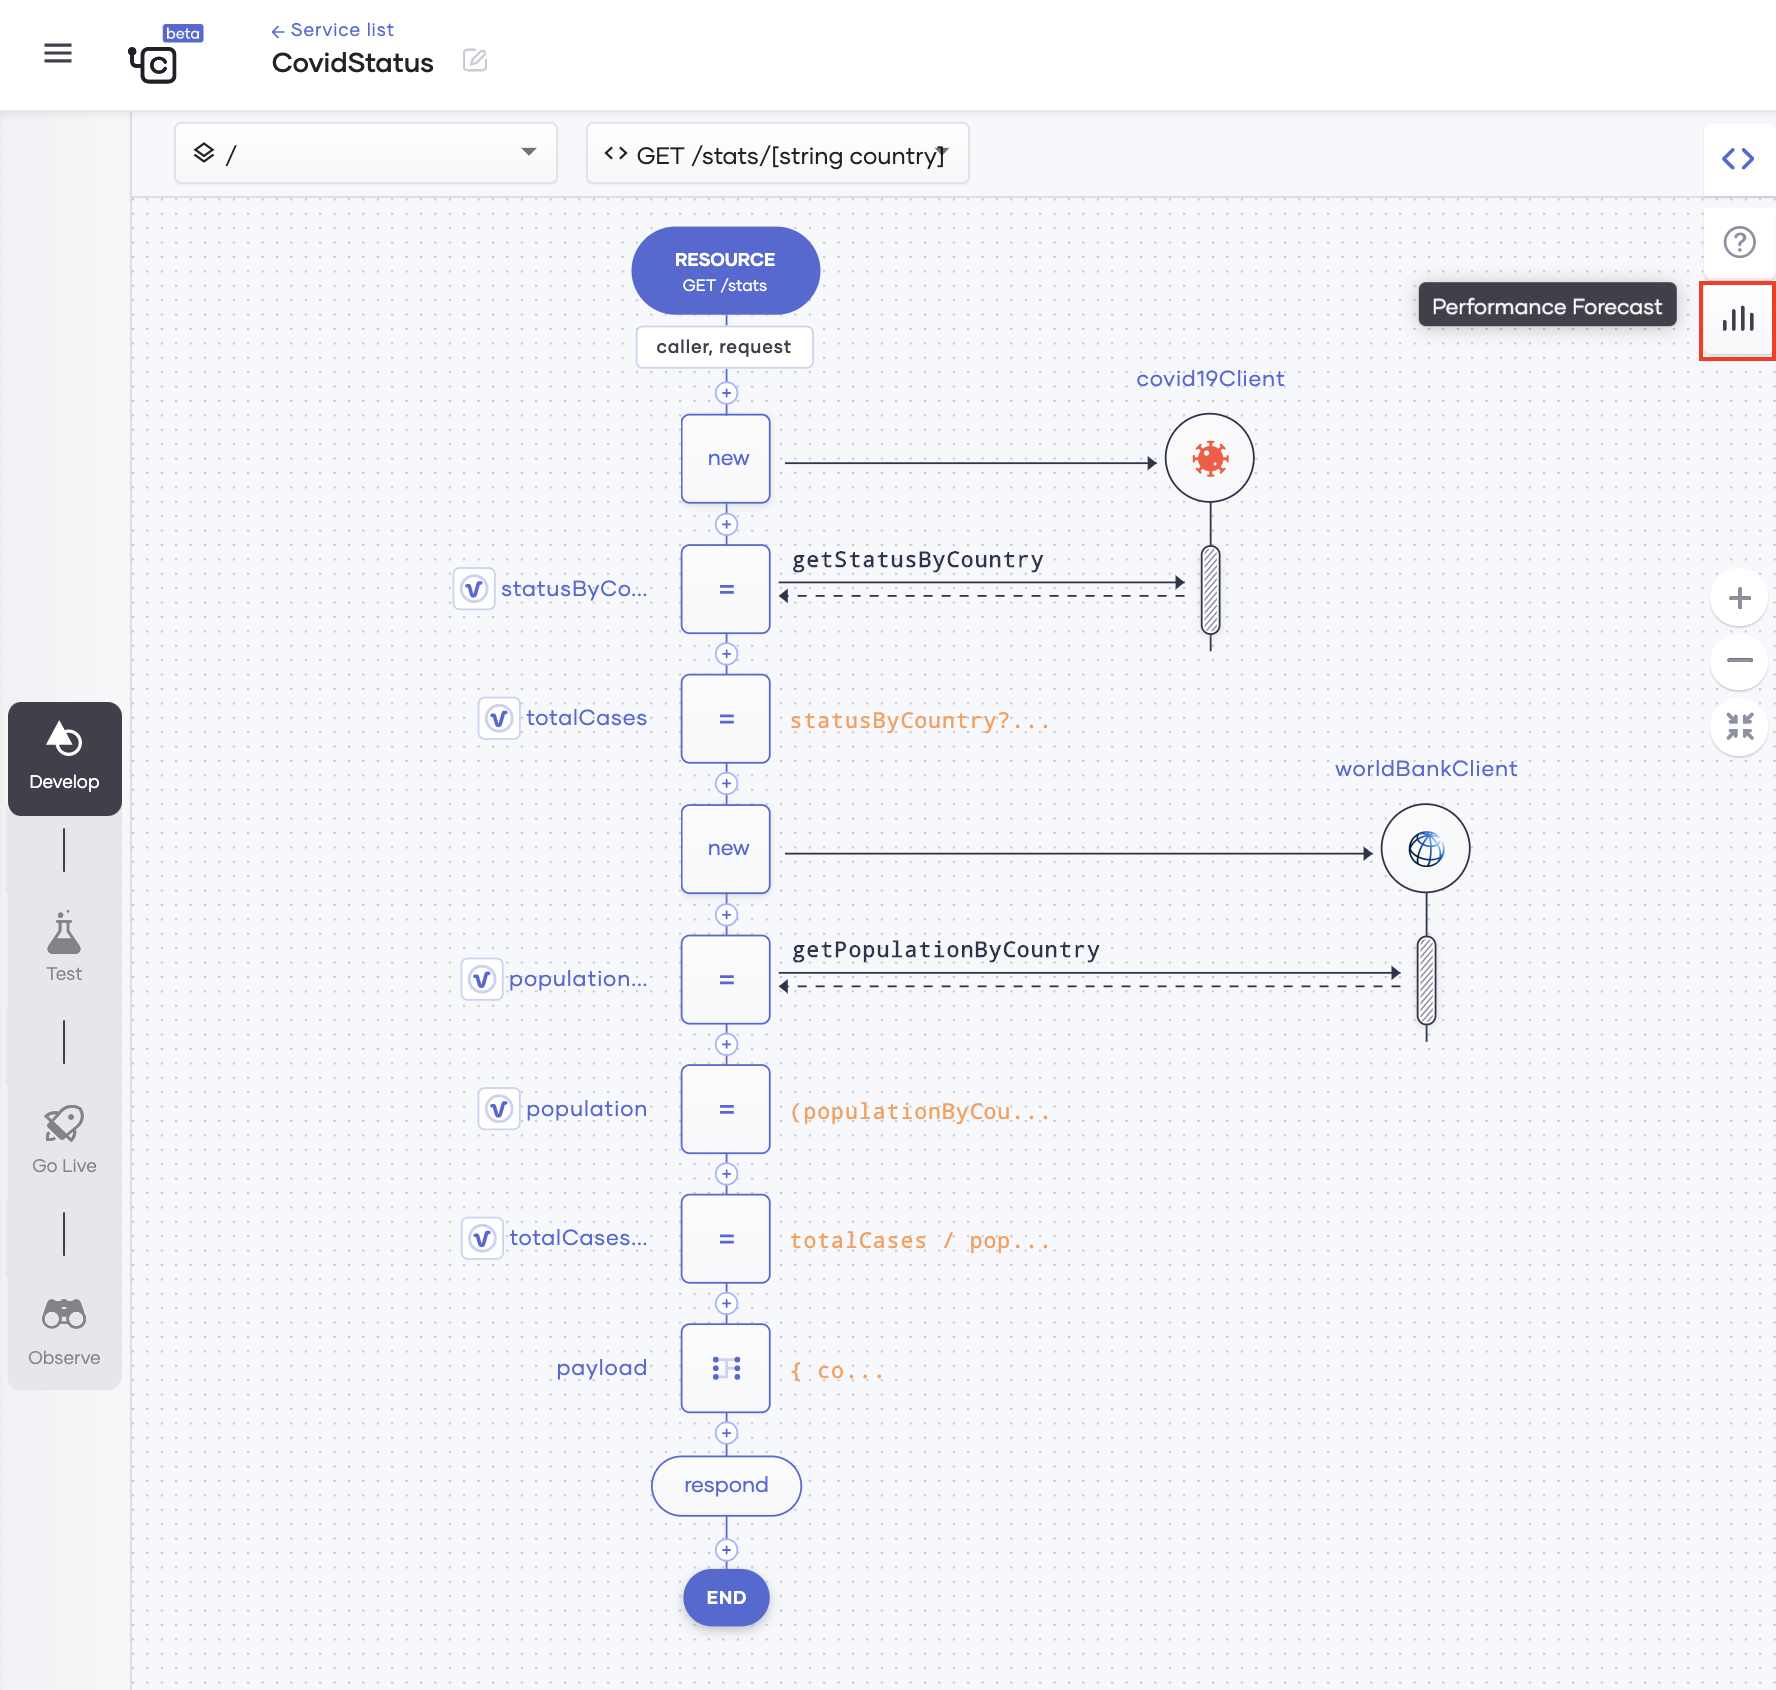 beta
← Service list
CovidStatus
/
<> GET /stats/[string country]
RESOURCE
GET /stats
Performance Forecast
caller, request
covid19Client
new
getStatusByCountry
statusByCo...
=
totalCases
=
statusByCountry?...
worldBankClient
Develop
new
getPopulationByCountry
population...
=
Test
population
=
(populationByCou...
Go Live
totalCases...
=
totalCases / pop...
Observe
payload
{ co...
respond
END